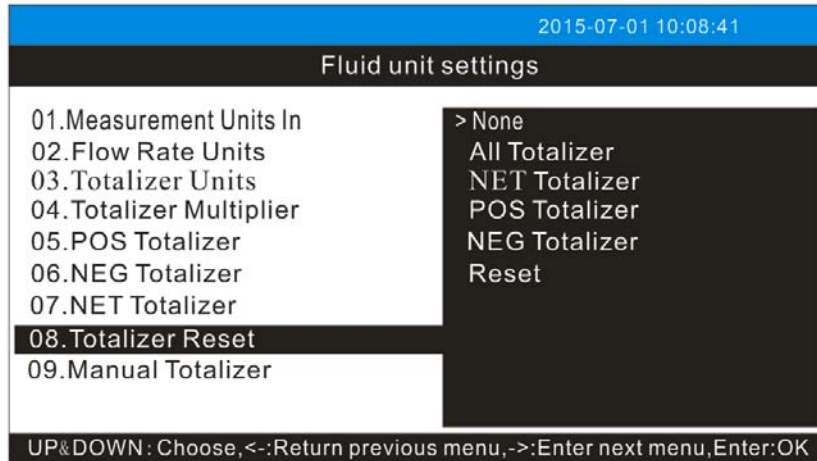 2015-07-01 10:08:41
Fluid unit settings
01.Measurement Units In
02.Flow Rate Units
03.Totalizer Units
04.Totalizer Multiplier
05.POS Totalizer
06.NEG Totalizer
07.NET Totalizer
08.Totalizer Reset
09.Manual Totalizer
> None
All Totalizer
NET Totalizer
POS Totalizer
NEG Totalizer
Reset
UP&DOWN: Choose,<-:Return previous menu,->:Enter next menu,Enter:OK